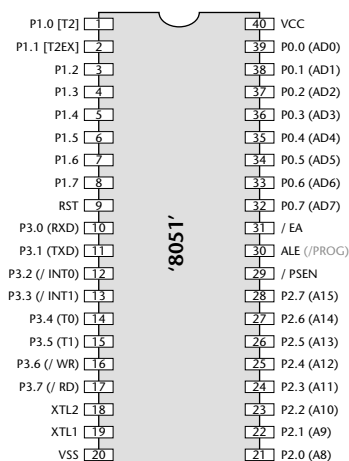 P1.0 [T2] 1 40 VCC
P1.1 [T2EX] 2 39 P0.0 (AD0)
P1.2 3 38 P0.1 (AD1)
P1.3 4 37 P0.2 (AD2)
P1.4 5 36 P0.3 (AD3)
P1.5 6 35 P0.4 (AD4)
P1.6 7 34 P0.5 (AD5)
P1.7 8 33 P0.6 (AD6)
RST 9 32 P0.7 (AD7)
P3.0 (RXD) 10 31 / EA
P3.1 (TXD) 11 30 ALE (/PROG)
P3.2 (/ INT0) 12 29 / PSEN
P3.3 (/ INT1) 13 28 P2.7 (A15)
P3.4 (T0) 14 27 P2.6 (A14)
P3.5 (T1) 15 26 P2.5 (A13)
P3.6 (/ WR) 16 25 P2.4 (A12)
P3.7 (/ RD) 17 24 P2.3 (A11)
XTL2 18 23 P2.2 (A10)
XTL1 19 22 P2.1 (A9)
VSS 20 21 P2.0 (A8)
'8051'